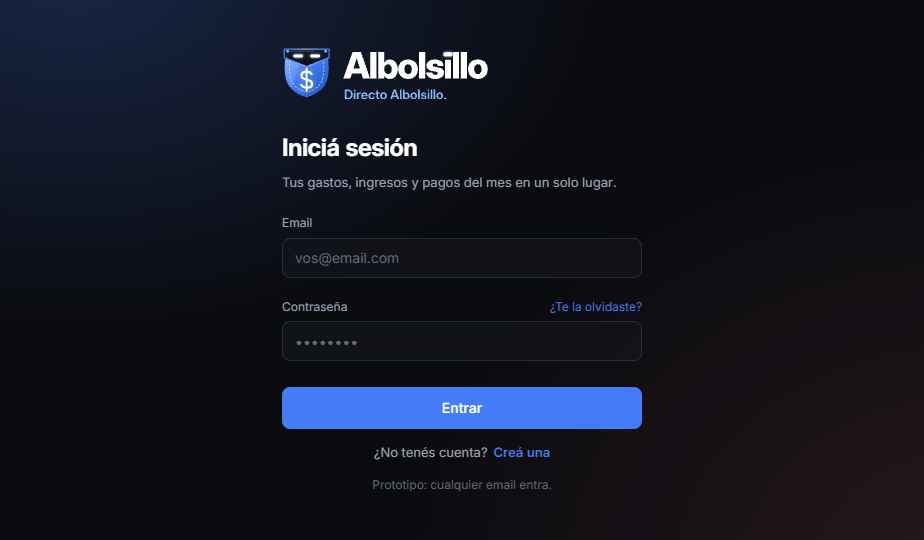 $
Albolsillo
Directo Albolsillo.
Iniciá sesión
Tus gastos, ingresos y pagos del mes en un solo lugar.
Email
vos@email.com
Contraseña ¿Te la olvidaste?
••••••••
Entrar
¿No tenés cuenta? Creá una
Prototipo: cualquier email entra.